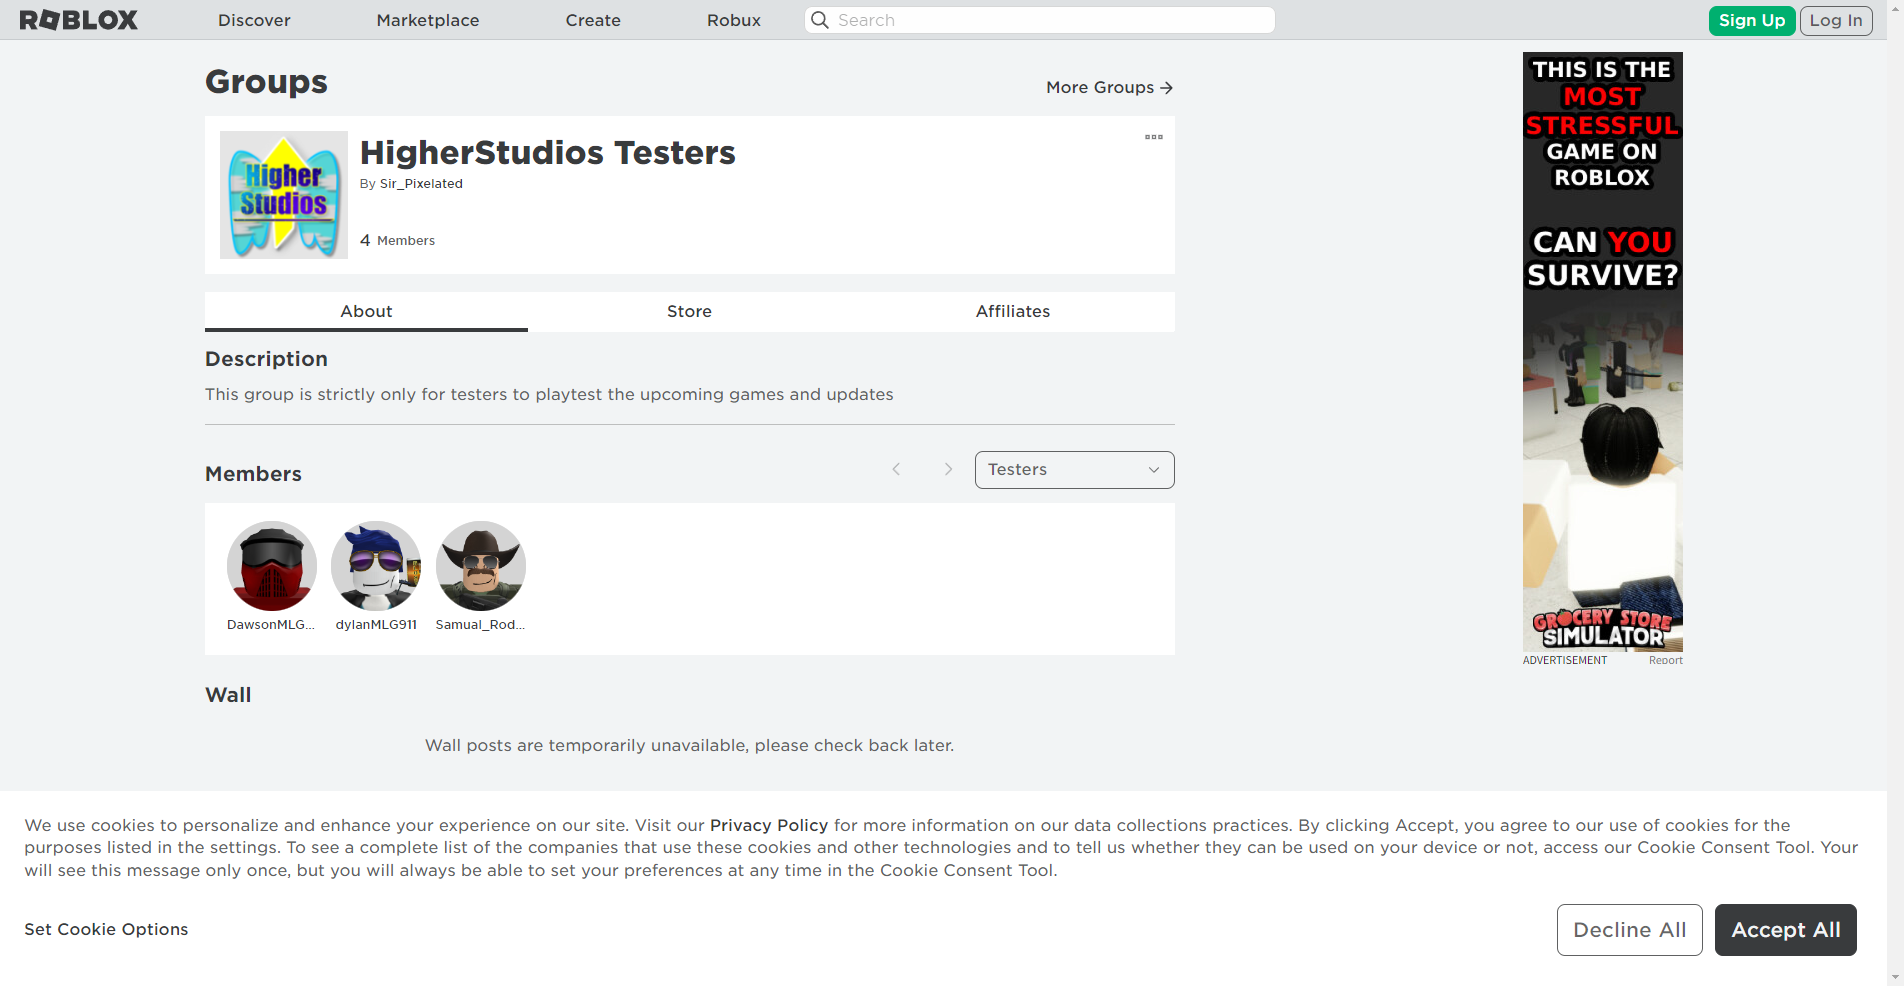 ROBLOX
Discover
Marketplace
Create
Robux
Search
Sign Up
Log In
Groups
More Groups
Higher
Studios
HigherStudios Testers
By Sir_Pixelated
4 Members
About
Store
Affiliates
Description
This group is strictly only for testers to playtest the upcoming games and updates
Members
Testers
DawsonMLG...
dylanMLG911
Samual_Rod...
Wall
Wall posts are temporarily unavailable, please check back later.
THIS IS THE
MOST
STRESSFUL
GAME ON
ROBLOX
CAN YOU
SURVIVE?
GROCERY STORE
SIMULATOR
ADVERTISEMENT
Report
We use cookies to personalize and enhance your experience on our site. Visit our Privacy Policy for more information on our data collections practices. By clicking Accept, you agree to our use of cookies for the
purposes listed in the settings. To see a complete list of the companies that use these cookies and other technologies and to tell us whether they can be used on your device or not, access our Cookie Consent Tool. Your
will see this message only once, but you will always be able to set your preferences at any time in the Cookie Consent Tool.
Set Cookie Options
Decline All
Accept All